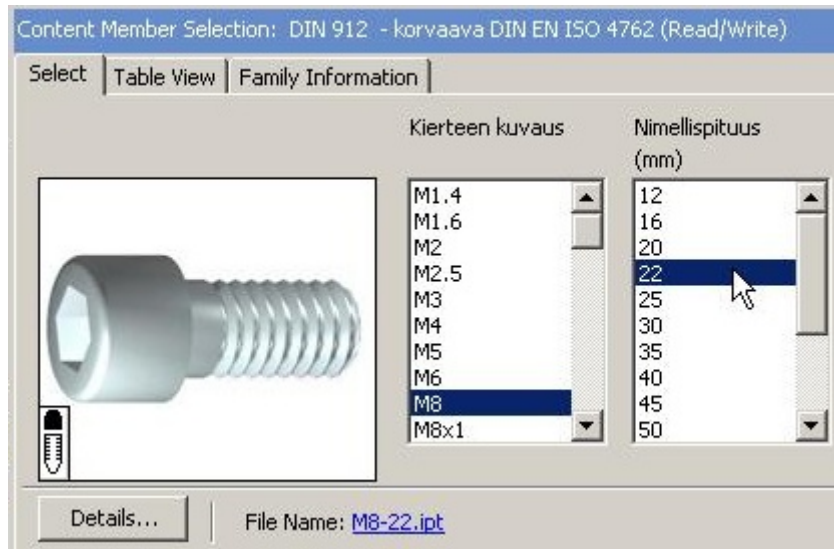 Content Member Selection: DIN 912 - korvaava DIN EN ISO 4762 (Read/Write)
Select Table View Family Information
Kierteen kuvaus
Nimellispituus
(mm)
M1.4
M1.6
M2
M2.5
M3
M4
M5
M6
M8
M8x1
12
16
20
22
25
30
35
40
45
50
Details...
File Name: M8-22.ipt